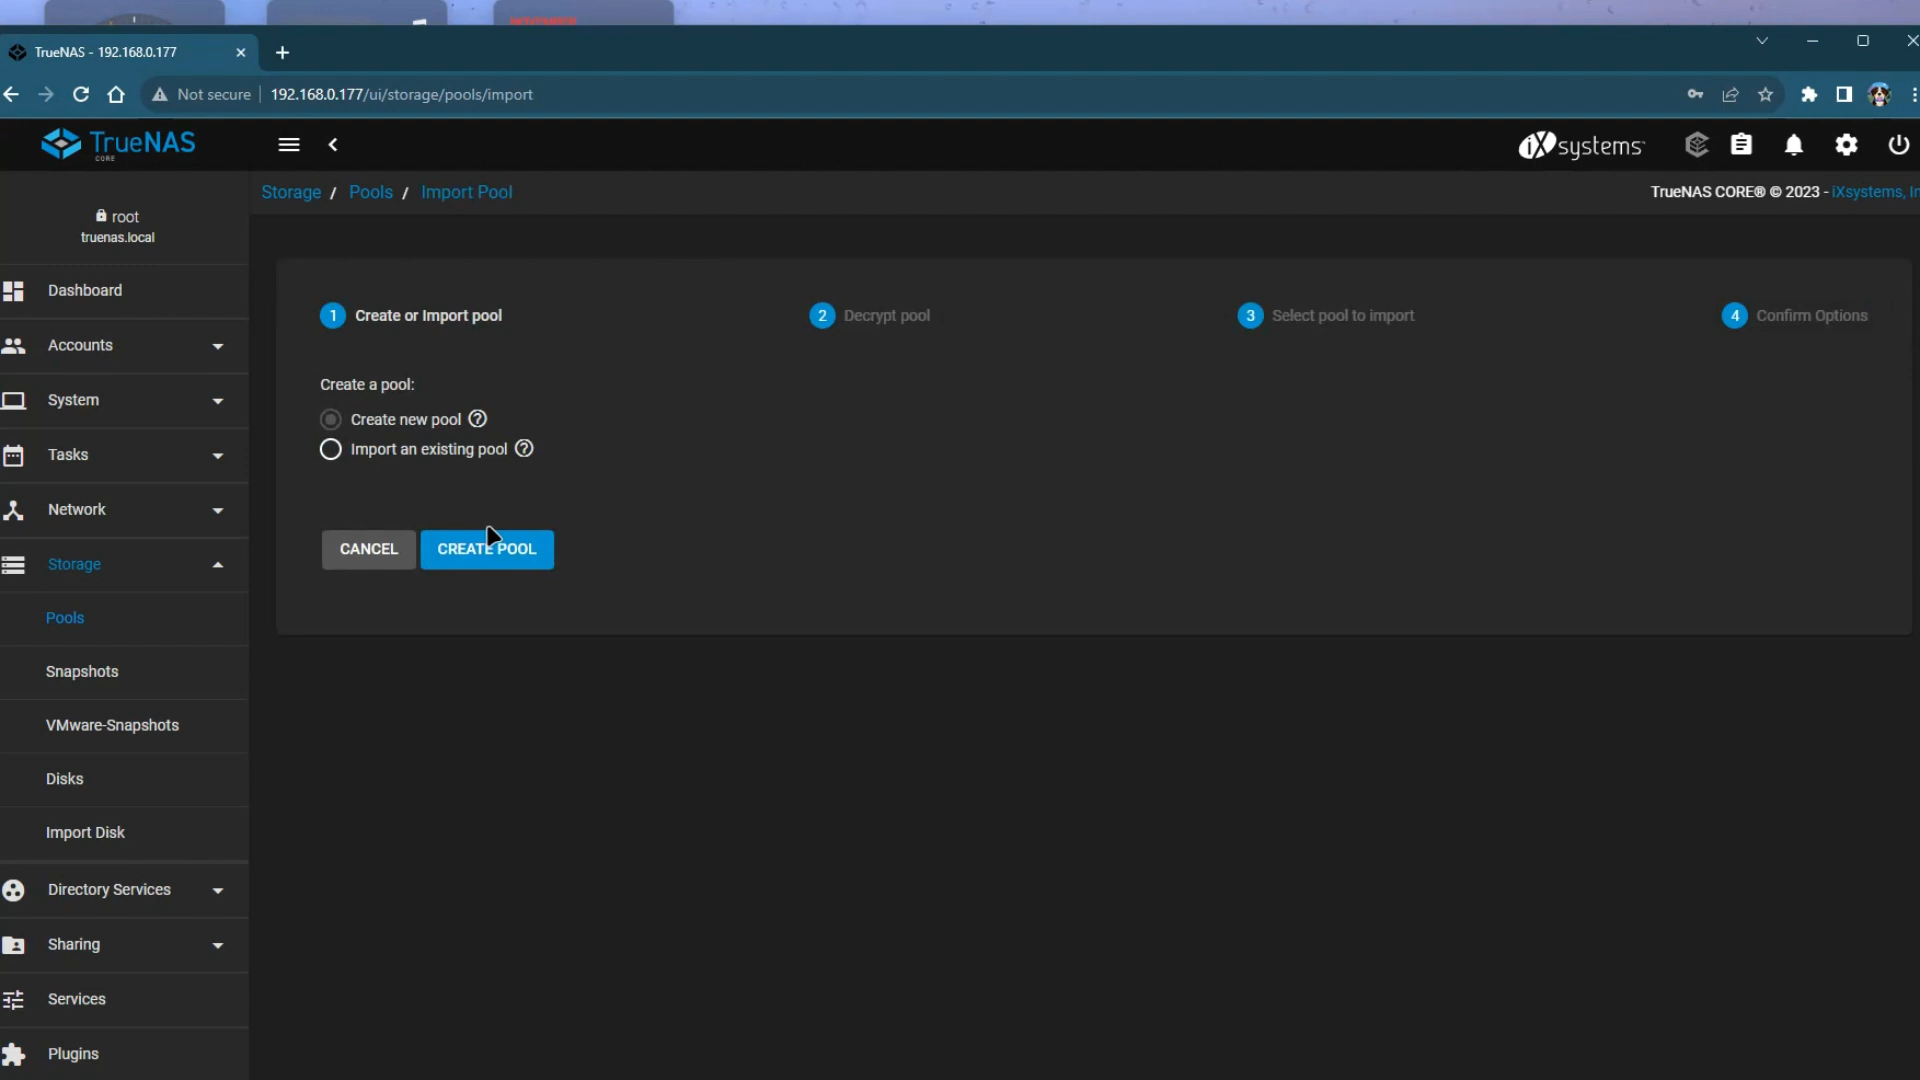 TrueNAS - 192.168.0.177
Not secure
192.168.0.177/ui/storage/pools/import
TrueNAS
CORE
iXsystems
Storage / Pools / Import Pool
TrueNAS CORE® © 2023 - iXsystems, In
root
truenas.local
Dashboard
Accounts
System
Tasks
Network
Storage
Pools
Snapshots
VMware-Snapshots
Disks
Import Disk
Directory Services
Sharing
Services
Plugins
1 Create or Import pool
2 Decrypt pool
3 Select pool to import
4 Confirm Options
Create a pool:
Create new pool
Import an existing pool
CANCEL
CREATE POOL